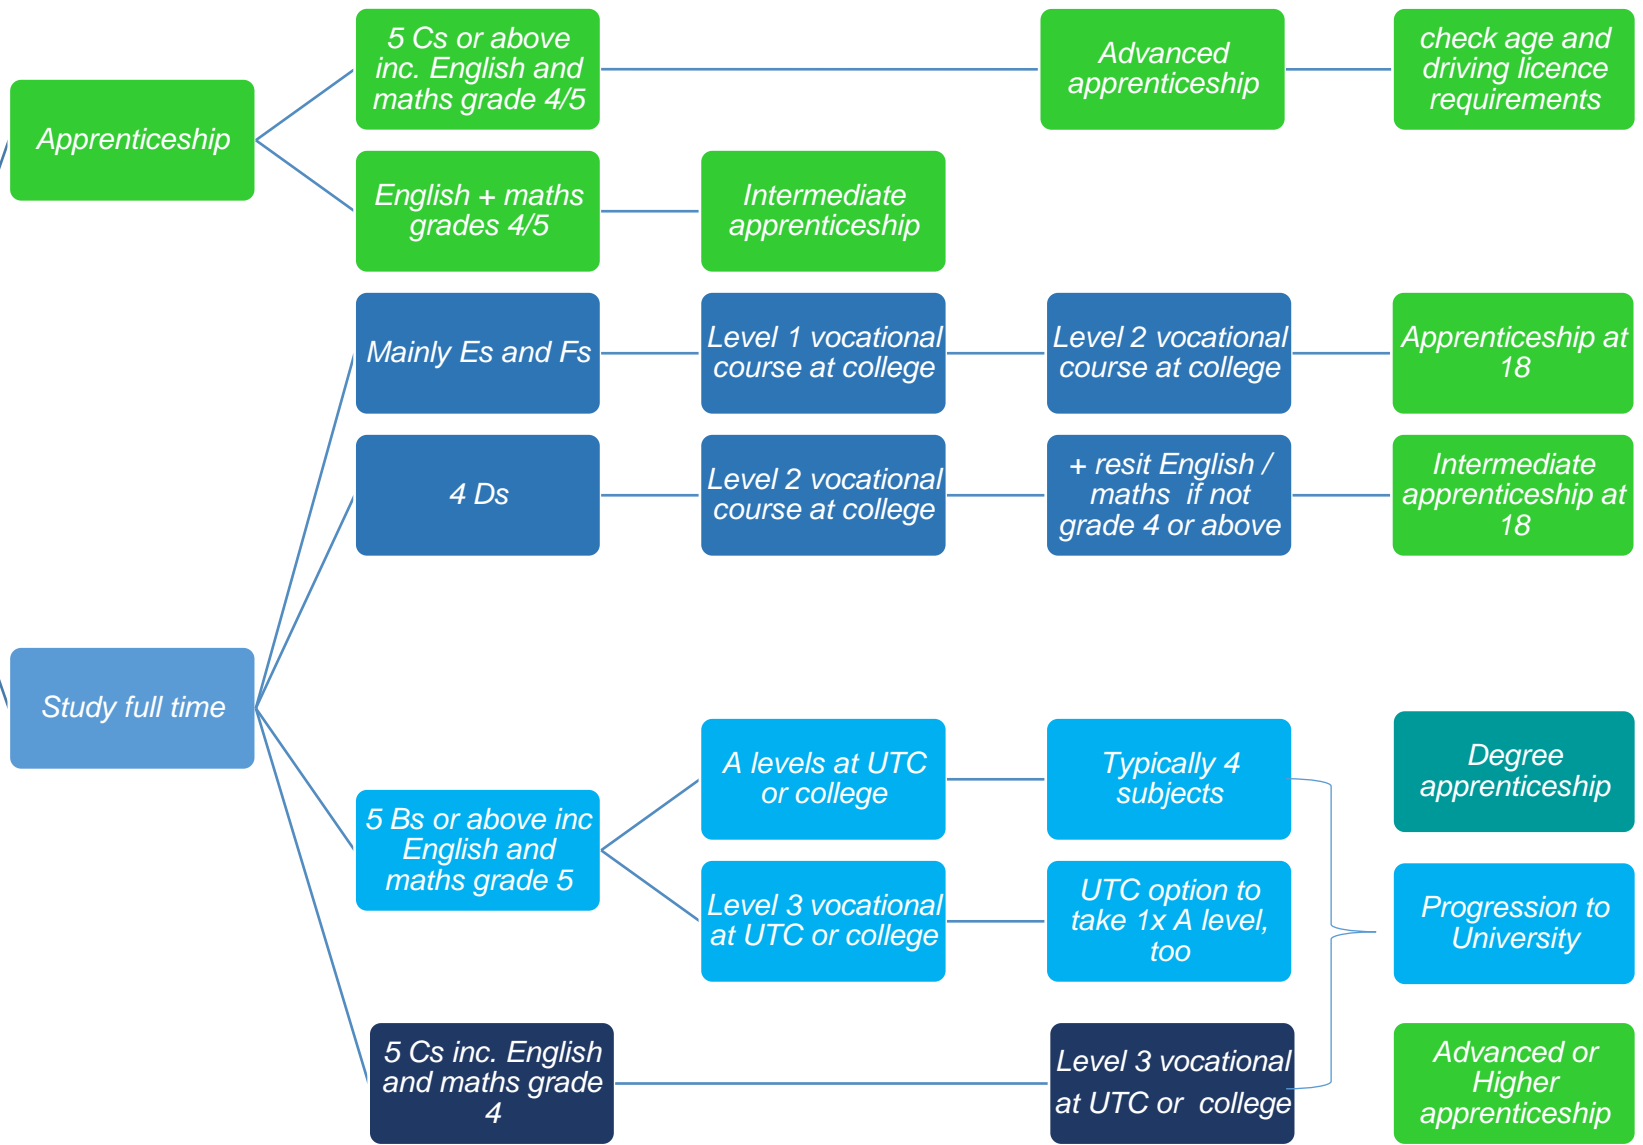 Apprenticeship
5 Cs or above
inc. English and
maths grade 4/5
Advanced
apprenticeship
check age and
driving licence
requirements
English + maths
grades 4/5
Intermediate
apprenticeship
Study full time
Mainly Es and Fs
Level 1 vocational
course at college
Level 2 vocational
course at college
Apprenticeship at
18
4 Ds
Level 2 vocational
course at college
+ resit English /
maths if not
grade 4 or above
Intermediate
apprenticeship at
18
5 Bs or above inc
English and
maths grade 5
A levels at UTC
or college
Typically 4
subjects
Level 3 vocational
at UTC or college
UTC option to
take 1x A level,
too
5 Cs inc. English
and maths grade
4
Level 3 vocational
at UTC or college
Degree
apprenticeship
Progression to
University
Advanced or
Higher
apprenticeship